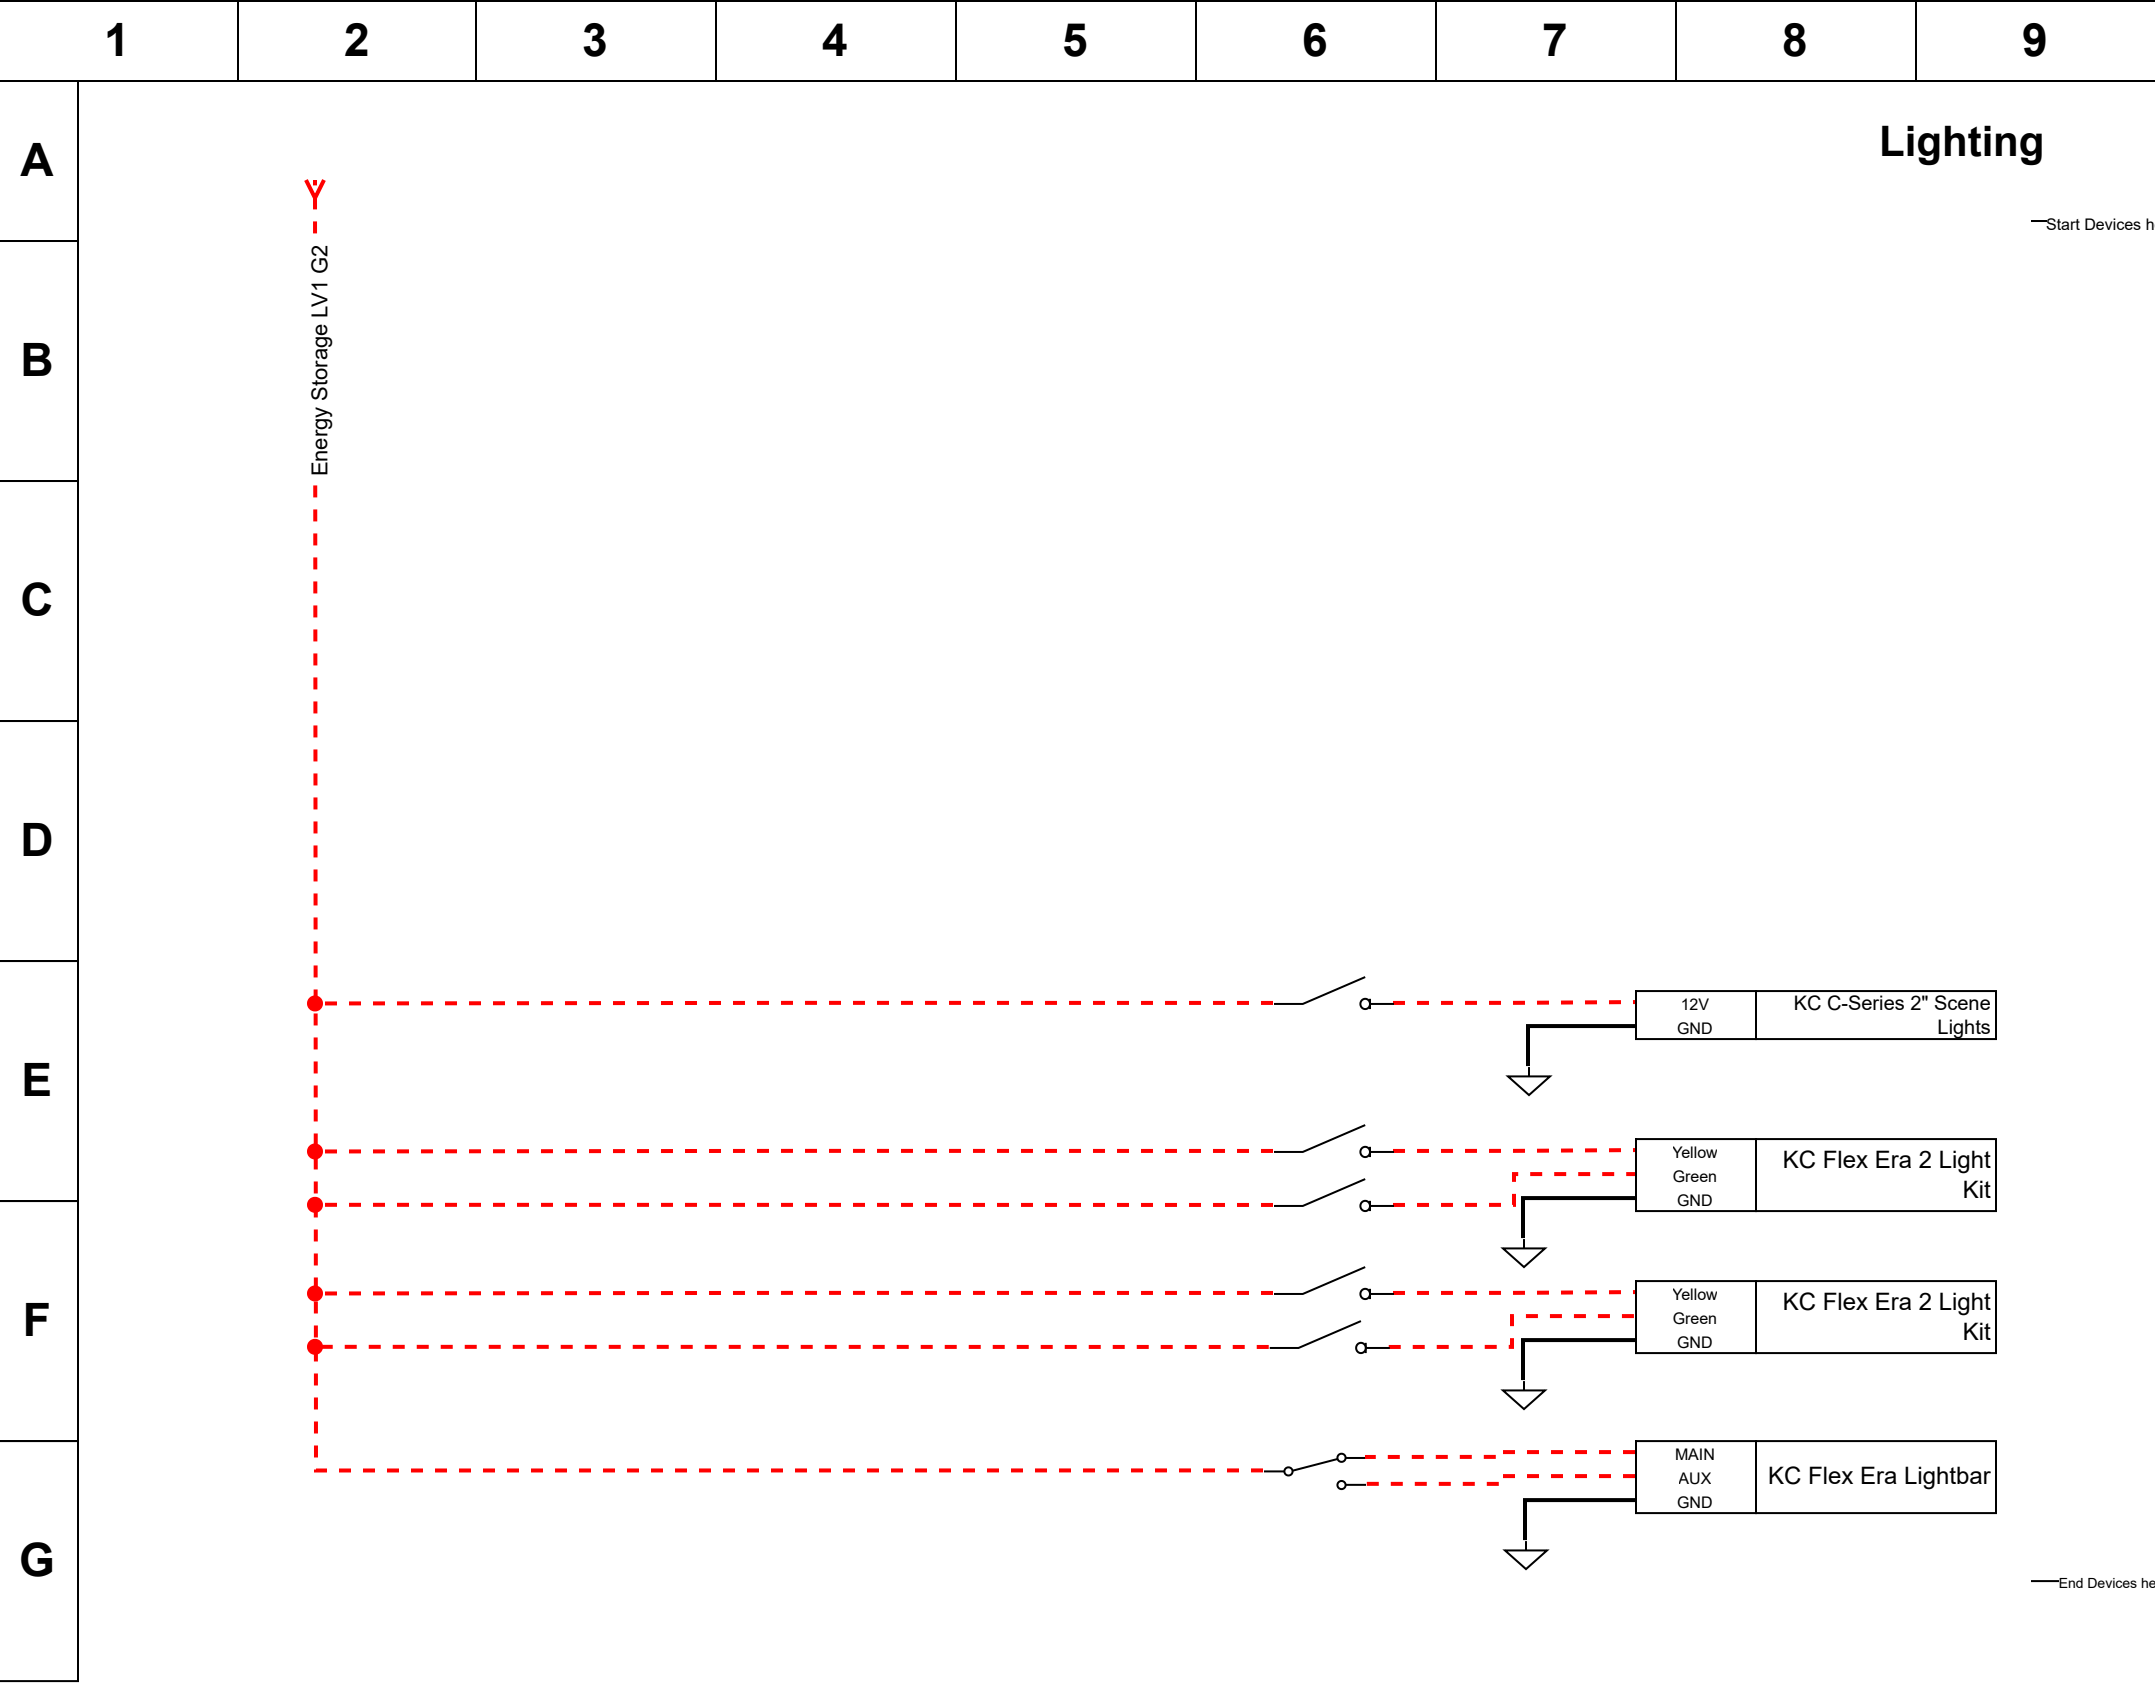 1 2 3 4 5 6 7 8 9
A
Lighting
Start Devices h
B
Energy Storage LV1 G2
C
D
E
12V
GND
KC C-Series 2" Scene
Lights
Yellow
Green
GND
KC Flex Era 2 Light
Kit
F
Yellow
Green
GND
KC Flex Era 2 Light
Kit
G
MAIN
AUX
GND
KC Flex Era Lightbar
End Devices he